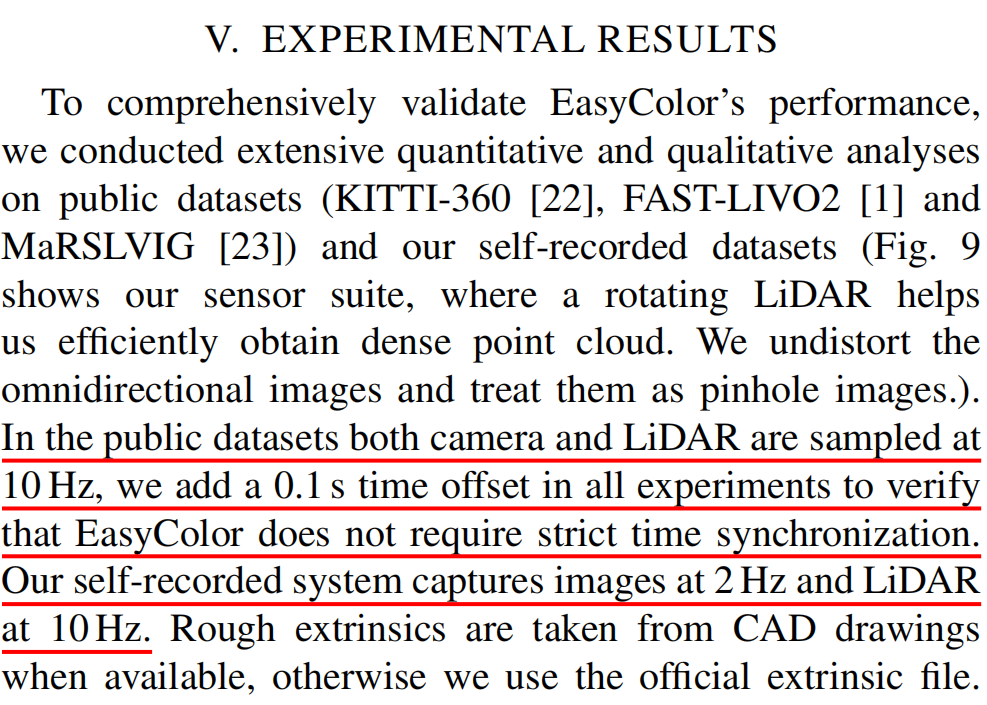 V. EXPERIMENTAL RESULTS
To comprehensively validate EasyColor's performance,
we conducted extensive quantitative and qualitative analyses
on public datasets (KITTI-360 [22], FAST-LIVO2 [1] and
MaRSLVIG [23]) and our self-recorded datasets (Fig. 9
shows our sensor suite, where a rotating LiDAR helps
us efficiently obtain dense point cloud. We undistort the
omnidirectional images and treat them as pinhole images.).
In the public datasets both camera and LiDAR are sampled at
10 Hz, we add a 0.1 s time offset in all experiments to verify
that EasyColor does not require strict time synchronization.
Our self-recorded system captures images at 2 Hz and LiDAR
at 10 Hz. Rough extrinsics are taken from CAD drawings
when available, otherwise we use the official extrinsic file.